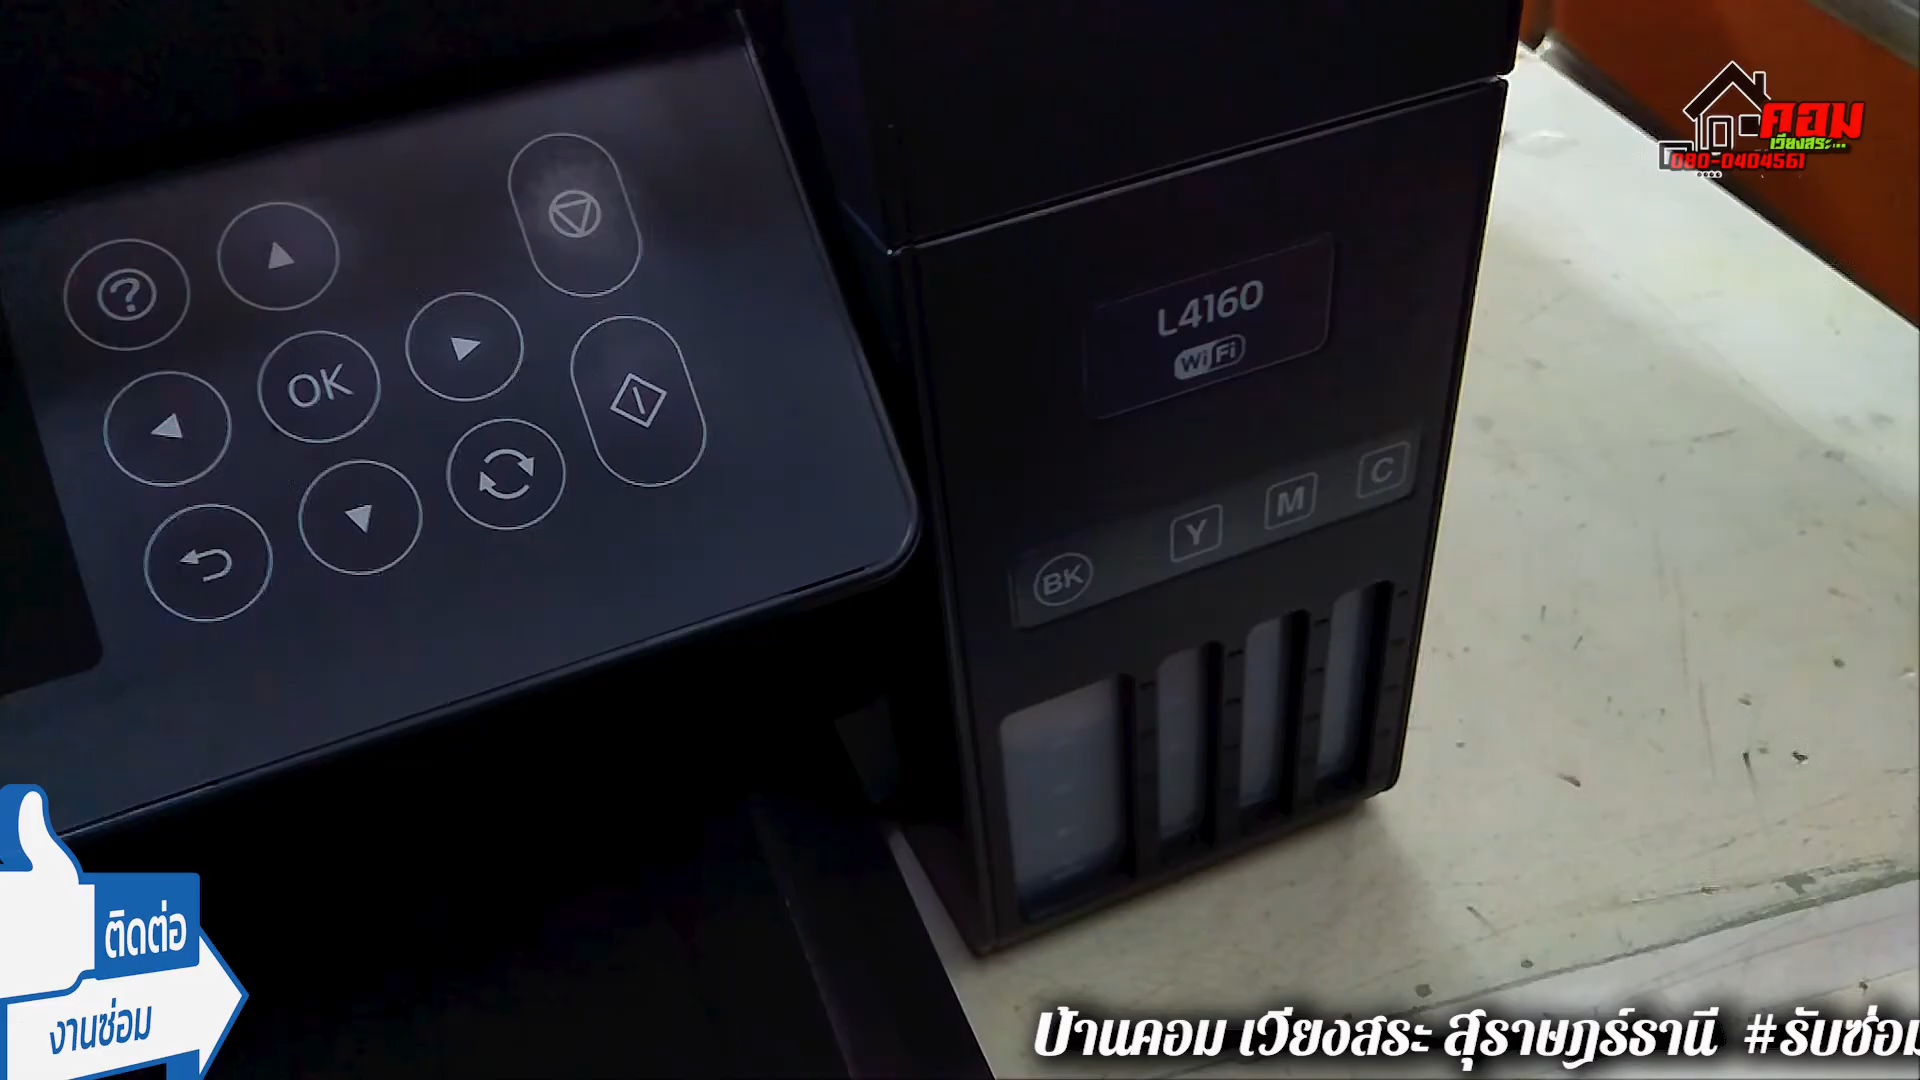 คอม
เวียงสระ...
080-0404561
OK
L4160
WiFi
BK Y M C
ติดต่อ
งานซ่อม
บ้านคอม เวียงสระ สุราษฎร์ธานี #รับซ่อม